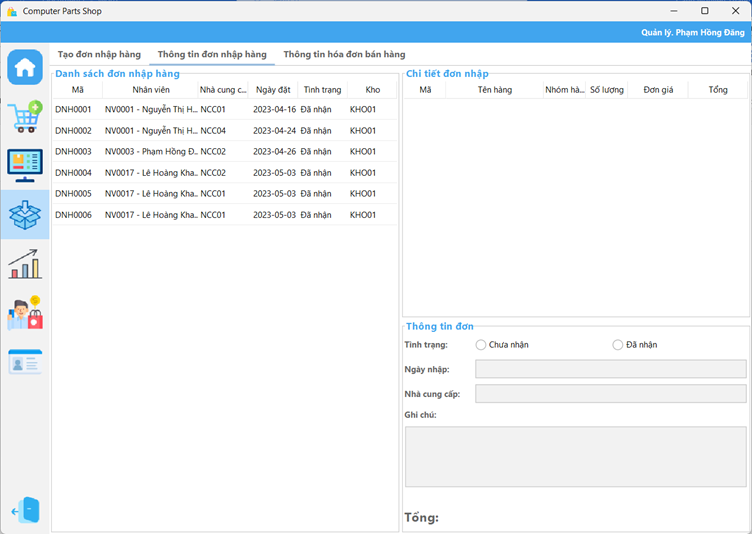 Computer Parts Shop
Quản lý. Phạm Hồng Đăng
Tạo đơn nhập hàng Thông tin đơn nhập hàng Thông tin hóa đơn bán hàng
Danh sách đơn nhập hàng
Mã Nhân viên Nhà cung c... Ngày đặt Tình trạng Kho
DNH0001 NV0001 - Nguyễn Thị H... NCC01 2023-04-16 Đã nhận KHO01
DNH0002 NV0001 - Nguyễn Thị H... NCC04 2023-04-24 Đã nhận KHO01
DNH0003 NV0003 - Phạm Hồng Đ... NCC02 2023-04-26 Đã nhận KHO01
DNH0004 NV0017 - Lê Hoàng Kha... NCC02 2023-05-03 Đã nhận KHO01
DNH0005 NV0017 - Lê Hoàng Kha... NCC01 2023-05-03 Đã nhận KHO01
DNH0006 NV0017 - Lê Hoàng Kha... NCC01 2023-05-03 Đã nhận KHO01
Chi tiết đơn nhập
Mã Tên hàng Nhóm hà... Số lượng Đơn giá Tổng
Thông tin đơn
Tình trạng: Chưa nhận Đã nhận
Ngày nhập:
Nhà cung cấp:
Ghi chú:
Tổng: